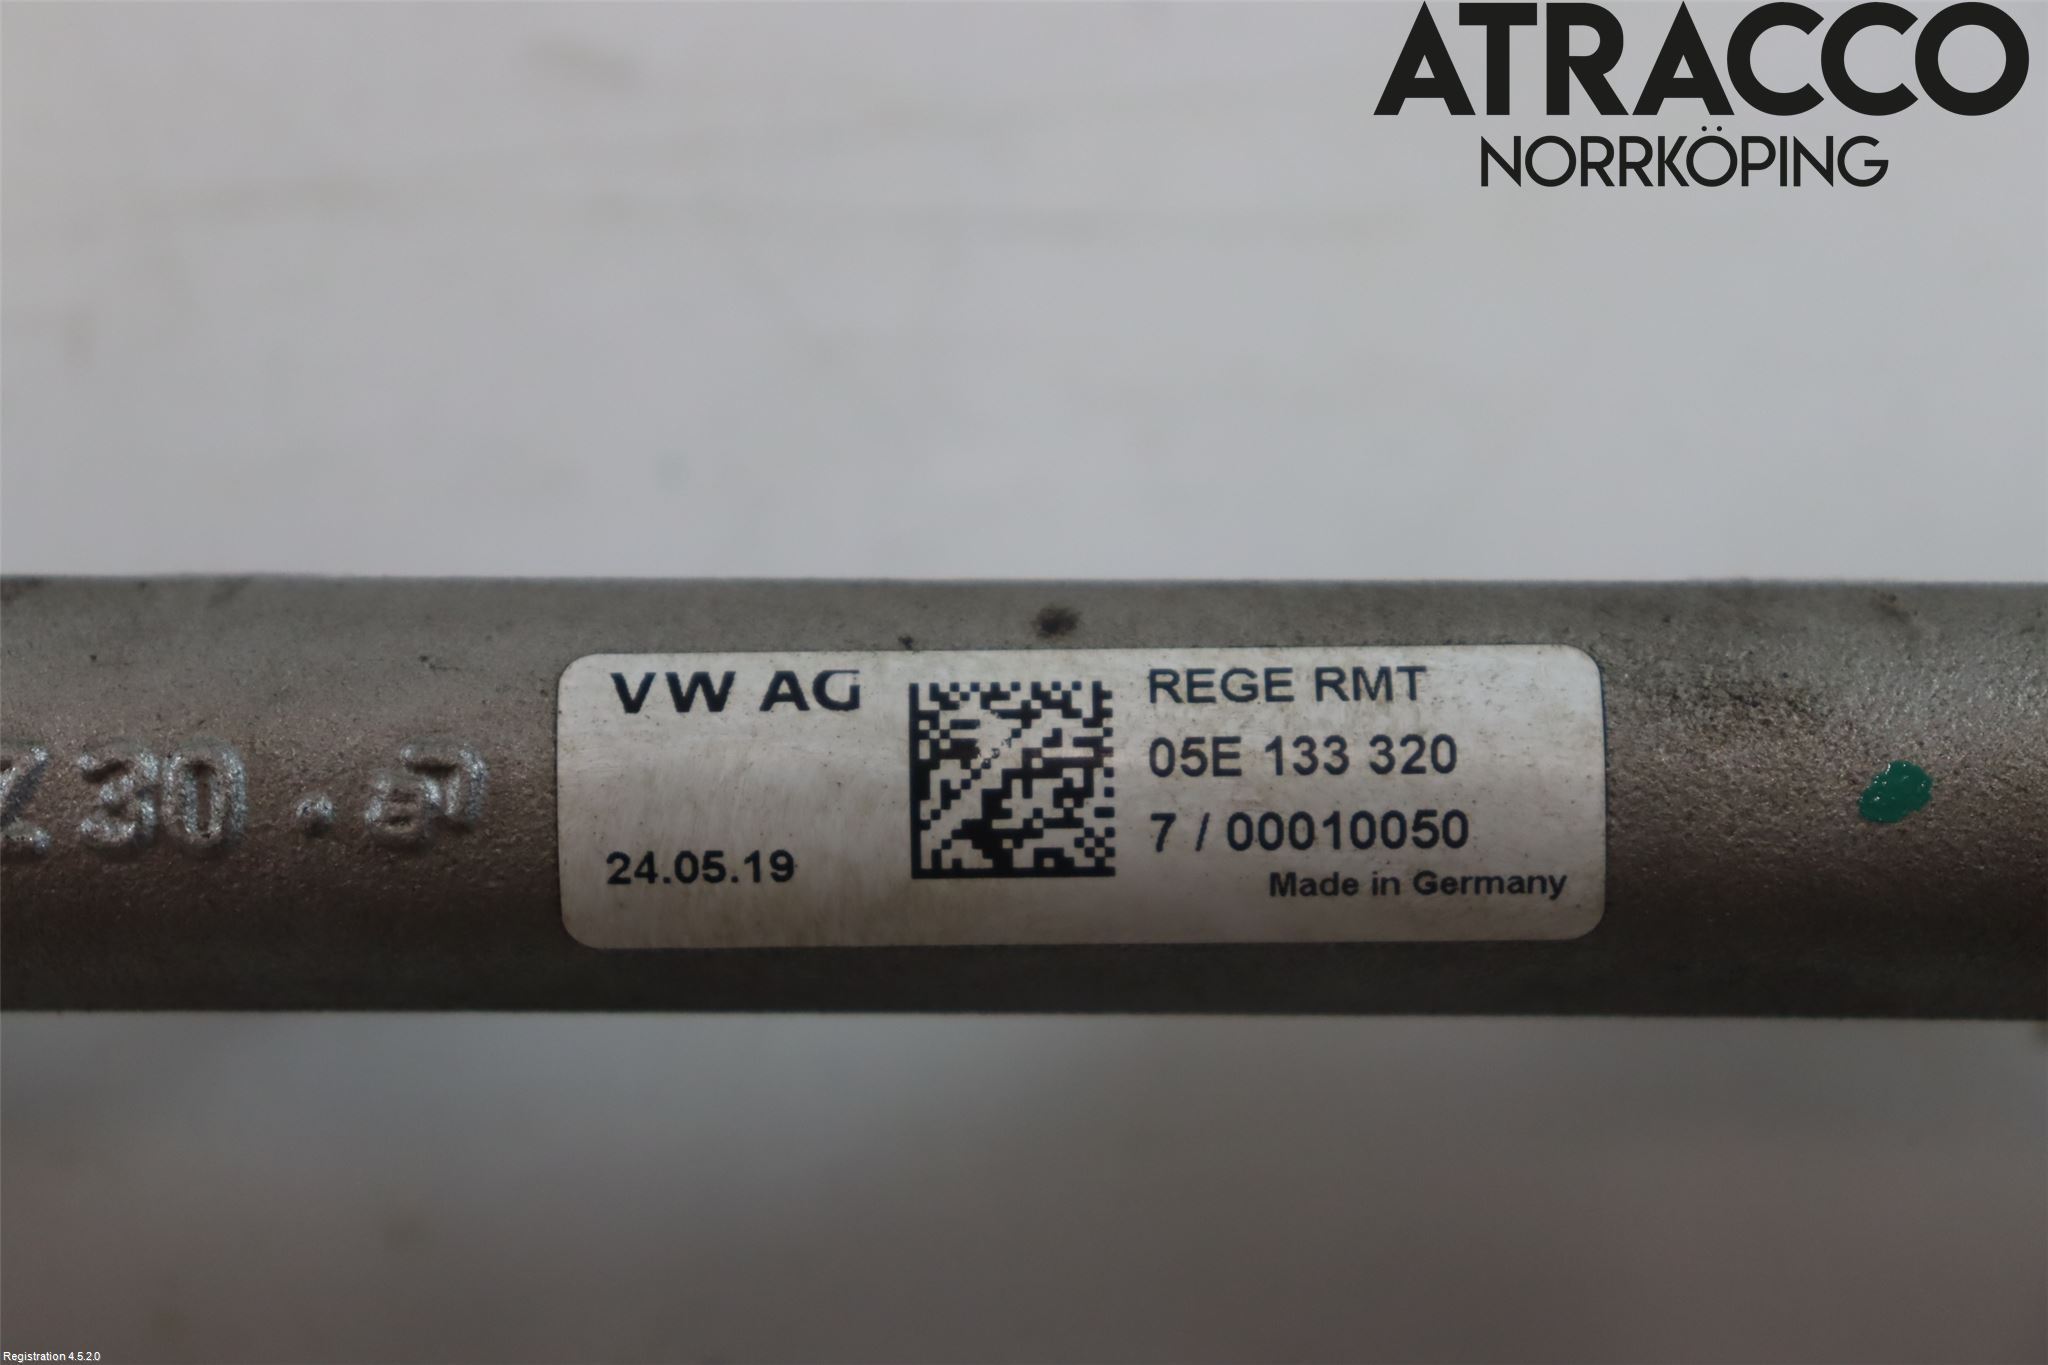 ATRACCO
NORRKÖPING
VW AG
REGE RMT
05E 133 320
7 / 00010050
24.05.19
Made in Germany
Registration 4.5.2.0